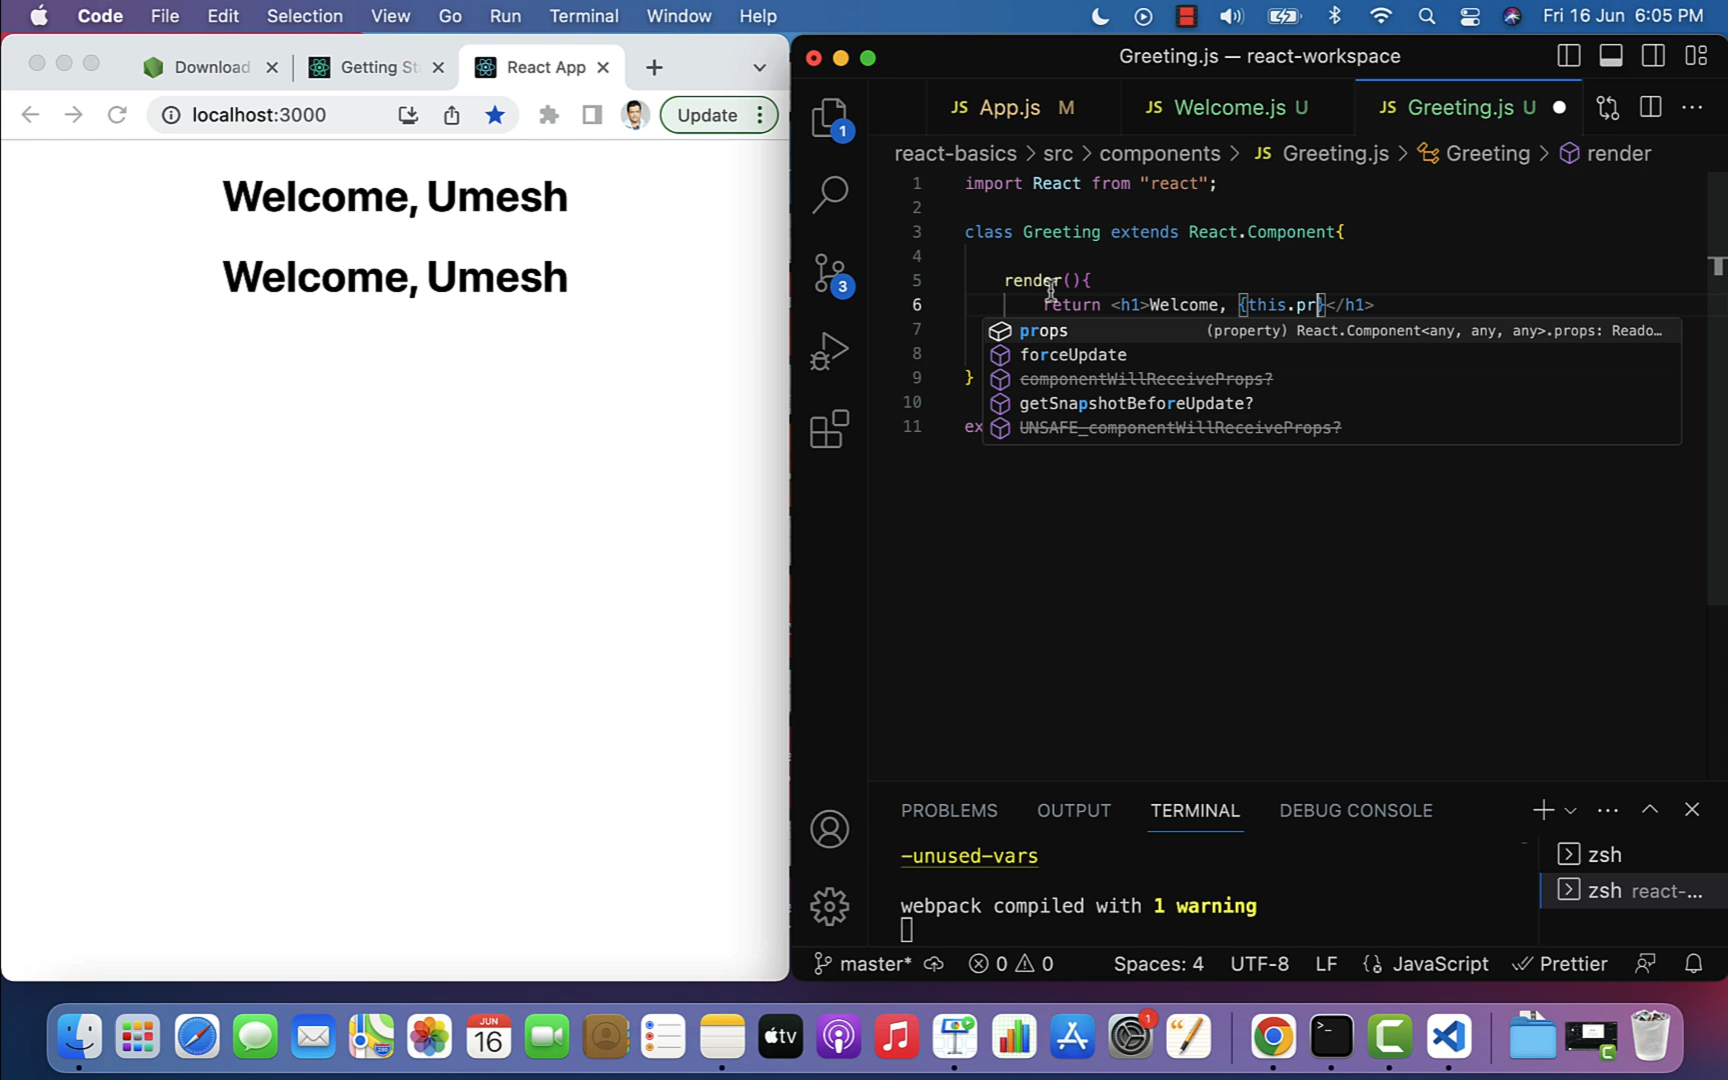 Code File Edit Selection View Go Run Terminal Window Help Fri 16 Jun 6:05 PM
Download Getting St React App
localhost:3000 Update
Welcome, Umesh
Welcome, Umesh
Greeting.js — react-workspace
JS App.js M JS Welcome.js U JS Greeting.js U
react-basics > src > components > JS Greeting.js > Greeting > render
1 import React from "react";
2
3 class Greeting extends React.Component{
4
5 render(){
6 return <h1>Welcome, {this.pr}</h1>
7
8
9 }
10
11 ex
props (property) React.Component<any, any, any>.props: Reado…
forceUpdate
componentWillReceiveProps?
getSnapshotBeforeUpdate?
UNSAFE_componentWillReceiveProps?
1
3
PROBLEMS OUTPUT TERMINAL DEBUG CONSOLE
-unused-vars
webpack compiled with 1 warning
zsh
zsh react-...
master* 0 0 Spaces: 4 UTF-8 LF JavaScript Prettier
JUN
16
tv
1